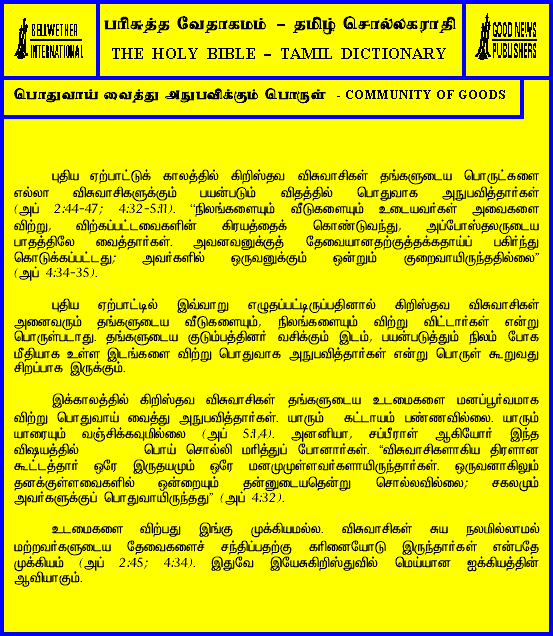 BELLWETHER
INTERNATIONAL
பரிசுத்த வேதாகமம் – தமிழ் சொல்லகராதி
THE HOLY BIBLE – TAMIL DICTIONARY
GOOD NEWS
PUBLISHERS
பொதுவாய் வைத்து அநுபவிக்கும் பொருள் - COMMUNITY OF GOODS
புதிய ஏற்பாட்டுக் காலத்தில் கிறிஸ்தவ விசுவாசிகள் தங்களுடைய பொருட்களை
எல்லா விசுவாசிகளுக்கும் பயன்படும் விதத்தில் பொதுவாக அநுபவித்தார்கள்
(அப் 2:44-47; 4:32-5:11). “நிலங்களையும் வீடுகளையும் உடையவர்கள் அவைகளை
விற்று, விற்கப்பட்டவைகளின் கிரயத்தைக் கொண்டுவந்து, அப்போஸ்தலருடைய
பாதத்திலே வைத்தார்கள். அவனவனுக்குத் தேவையானதற்குத்தக்கதாய்ப் பகிர்ந்து
கொடுக்கப்பட்டது; அவர்களில் ஒருவனுக்கும் ஒன்றும் குறைவாயிருந்ததில்லை”
(அப் 4:34-35).
புதிய ஏற்பாட்டில் இவ்வாறு எழுதப்பட்டிருப்பதினால் கிறிஸ்தவ விசுவாசிகள்
அனைவரும் தங்களுடைய வீடுகளையும், நிலங்களையும் விற்று விட்டார்கள் என்று
பொருள்படாது. தங்களுடைய குடும்பத்தினர் வசிக்கும் இடம், பயன்படுத்தும் நிலம் போக
மீதியாக உள்ள இடங்களை விற்று பொதுவாக அநுபவித்தார்கள் என்று பொருள் கூறுவது
சிறப்பாக இருக்கும்.
இக்காலத்தில் கிறிஸ்தவ விசுவாசிகள் தங்களுடைய உடமைகளை மனப்பூர்வமாக
விற்று பொதுவாய் வைத்து அநுபவித்தார்கள். யாரும் கட்டாயம் பண்ணவில்லை. யாரும்
யாரையும் வஞ்சிக்கவுமில்லை (அப் 5:1,4). அனனியா, சப்பீராள் ஆகியோர் இந்த
விஷயத்தில் பொய் சொல்லி மரித்துப் போனார்கள். “விசுவாசிகளாகிய திரளான
கூட்டத்தார் ஒரே இருதயமும் ஒரே மனமுமுள்ளவர்களாயிருந்தார்கள். ஒருவனாகிலும்
தனக்குள்ளவைகளில் ஒன்றையும் தன்னுடையதென்று சொல்லவில்லை; சகலமும்
அவர்களுக்குப் பொதுவாயிருந்தது” (அப் 4:32).
உடமைகளை விற்பது இங்கு முக்கியமல்ல. விசுவாசிகள் சுய நலமில்லாமல்
மற்றவர்களுடைய தேவைகளைச் சந்திப்பதற்கு கரினையோடு இருந்தார்கள் என்பதே
முக்கியம் (அப் 2:45; 4:34). இதுவே இயேசுகிறிஸ்துவில் மெய்யான ஐக்கியத்தின்
ஆவியாகும்.